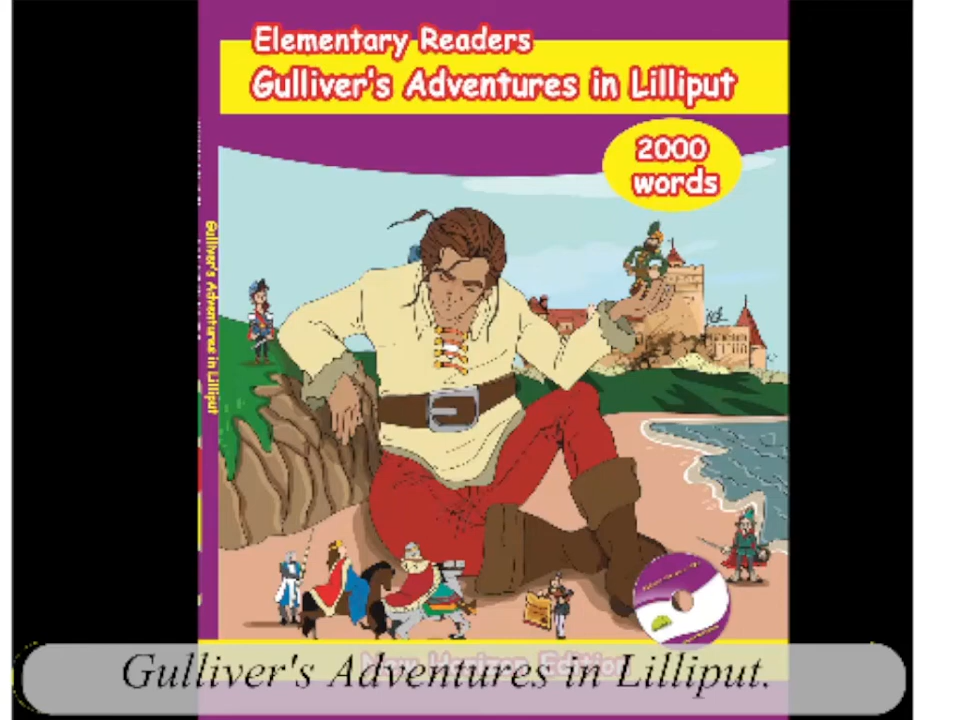 Elementary Readers
Gulliver's Adventures in Lilliput
2000
words
Gulliver's Adventures in Lilliput
Gulliver's Adventures in Lilliput.